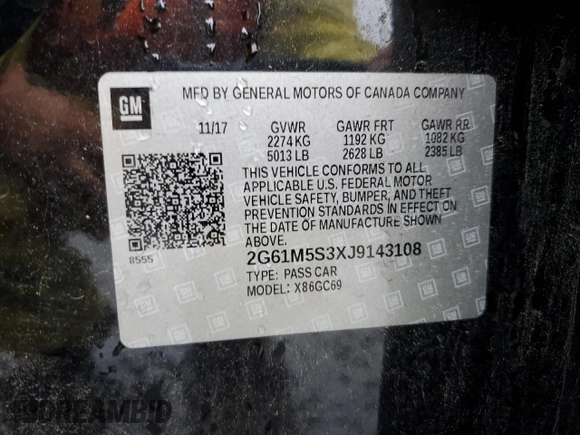 GM
MFD BY GENERAL MOTORS OF CANADA COMPANY
11/17 GVWR GAWR FRT GAWR RR
2274 KG 1192 KG 1082 KG
5013 LB 2628 LB 2385 LB
THIS VEHICLE CONFORMS TO ALL
APPLICABLE U.S. FEDERAL MOTOR
VEHICLE SAFETY, BUMPER, AND THEFT
PREVENTION STANDARDS IN EFFECT ON
THE DATE OF MANUFACTURE SHOWN
ABOVE.
8555
2G61M5S3XJ9143108
TYPE: PASS CAR
MODEL: X86GC69
DREAMBID